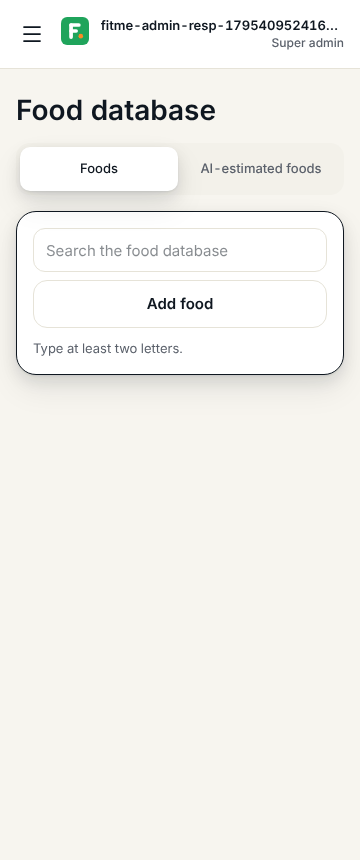 F
fitme-admin-resp-179540952416...
Super admin
Food database
Foods
AI-estimated foods
Search the food database
Add food
Type at least two letters.